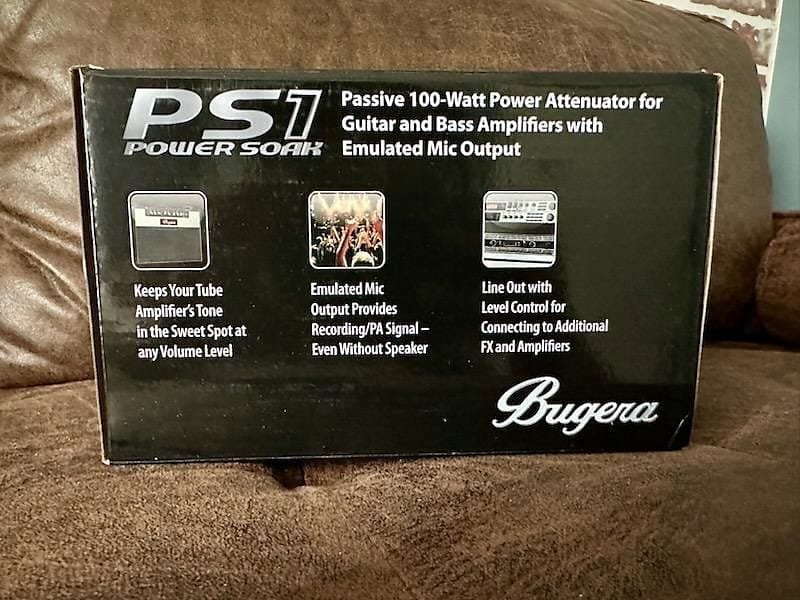 PS1
POWER SOAK
Passive 100-Watt Power Attenuator for
Guitar and Bass Amplifiers with
Emulated Mic Output
Keeps Your Tube
Amplifier's Tone
in the Sweet Spot at
any Volume Level
Emulated Mic
Output Provides
Recording/PA Signal –
Even Without Speaker
Line Out with
Level Control for
Connecting to Additional
FX and Amplifiers
Bugera